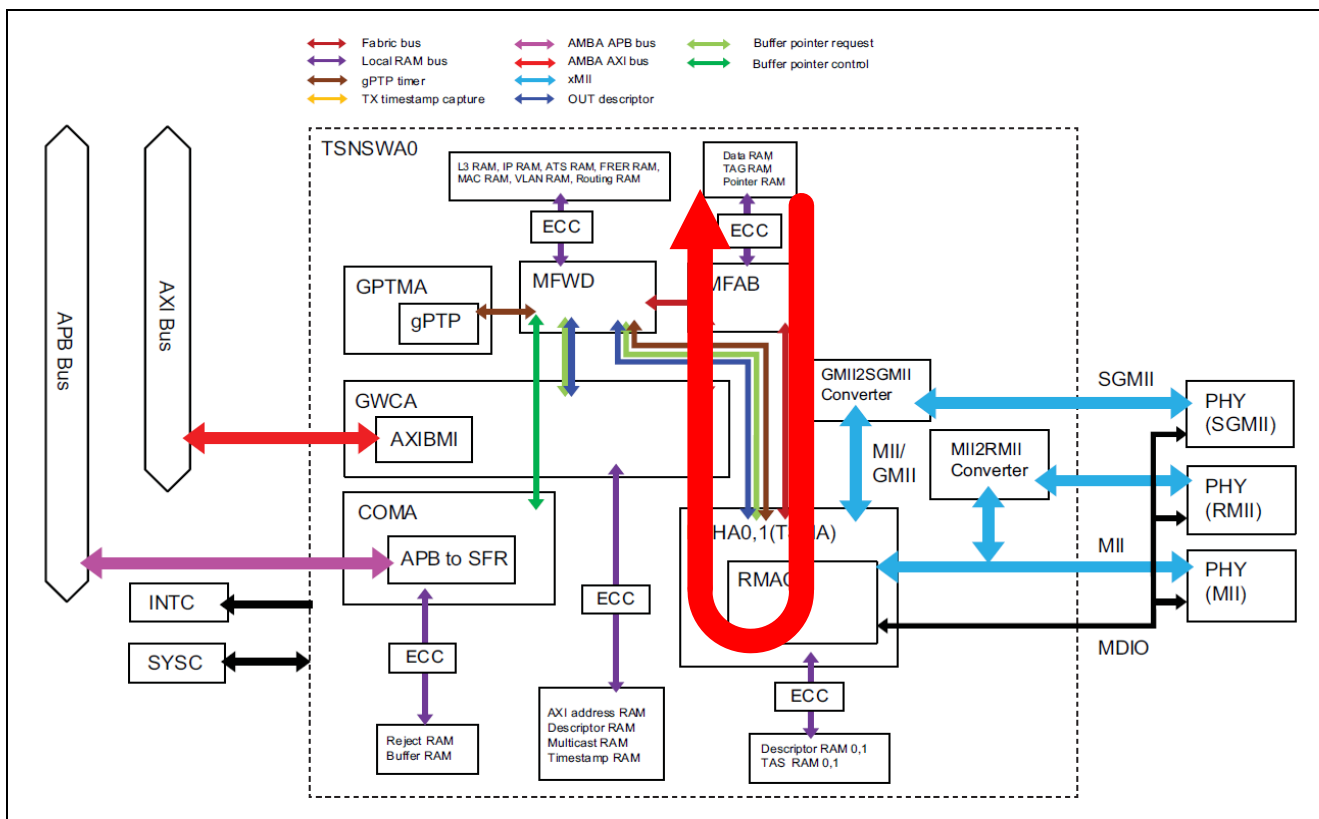 Fabric bus
Local RAM bus
gPTP timer
TX timestamp capture
AMBA APB bus
AMBA AXI bus
xMII
OUT descriptor
Buffer pointer request
Buffer pointer control
APB Bus
AXI Bus
TSNSWA0
L3 RAM, IP RAM, ATS RAM, FRER RAM,
MAC RAM, VLAN RAM, Routing RAM
Data RAM
TAG RAM
Pointer RAM
ECC
ECC
GPTMA
gPTP
MFWD
MFAB
GWCA
AXIBMI
GMII2SGMII
Converter
SGMII
PHY
(SGMII)
MII/
GMII
MII2RMII
Converter
PHY
(RMII)
COMA
APB to SFR
RMAC
MII
PHY
(MII)
INTC
SYSC
ECC
ECC
ECC
MDIO
Reject RAM
Buffer RAM
AXI address RAM
Descriptor RAM
Multicast RAM
Timestamp RAM
Descriptor RAM 0,1
TAS RAM 0,1